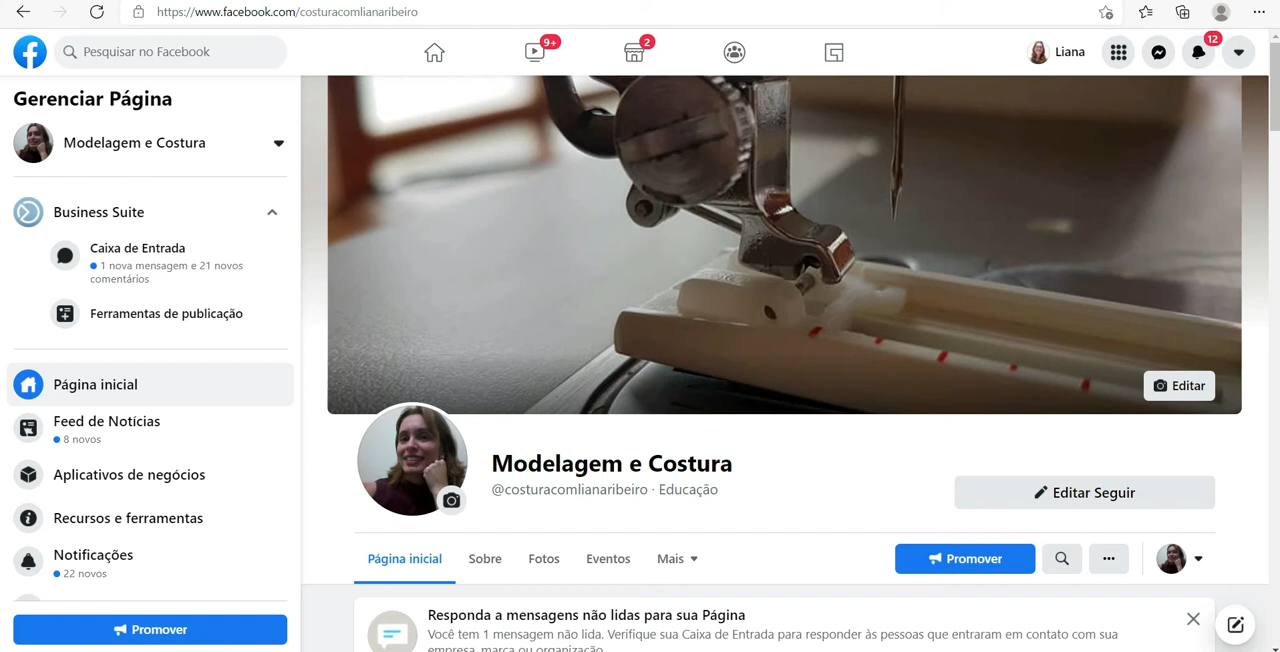 https://www.facebook.com/costuracomlianaribeiro
Pesquisar no Facebook
9+
2
Liana
12
Gerenciar Página
Modelagem e Costura
Business Suite
Caixa de Entrada
1 nova mensagem e 21 novos
comentários
Ferramentas de publicação
Página inicial
Feed de Notícias
8 novos
Aplicativos de negócios
Recursos e ferramentas
Notificações
22 novos
Promover
Editar
Modelagem e Costura
@costuracomlianaribeiro · Educação
Editar Seguir
Página inicial Sobre Fotos Eventos Mais
Promover
Responda a mensagens não lidas para sua Página
Você tem 1 mensagem não lida. Verifique sua Caixa de Entrada para responder às pessoas que entraram em contato com sua
empresa, marca ou organização.